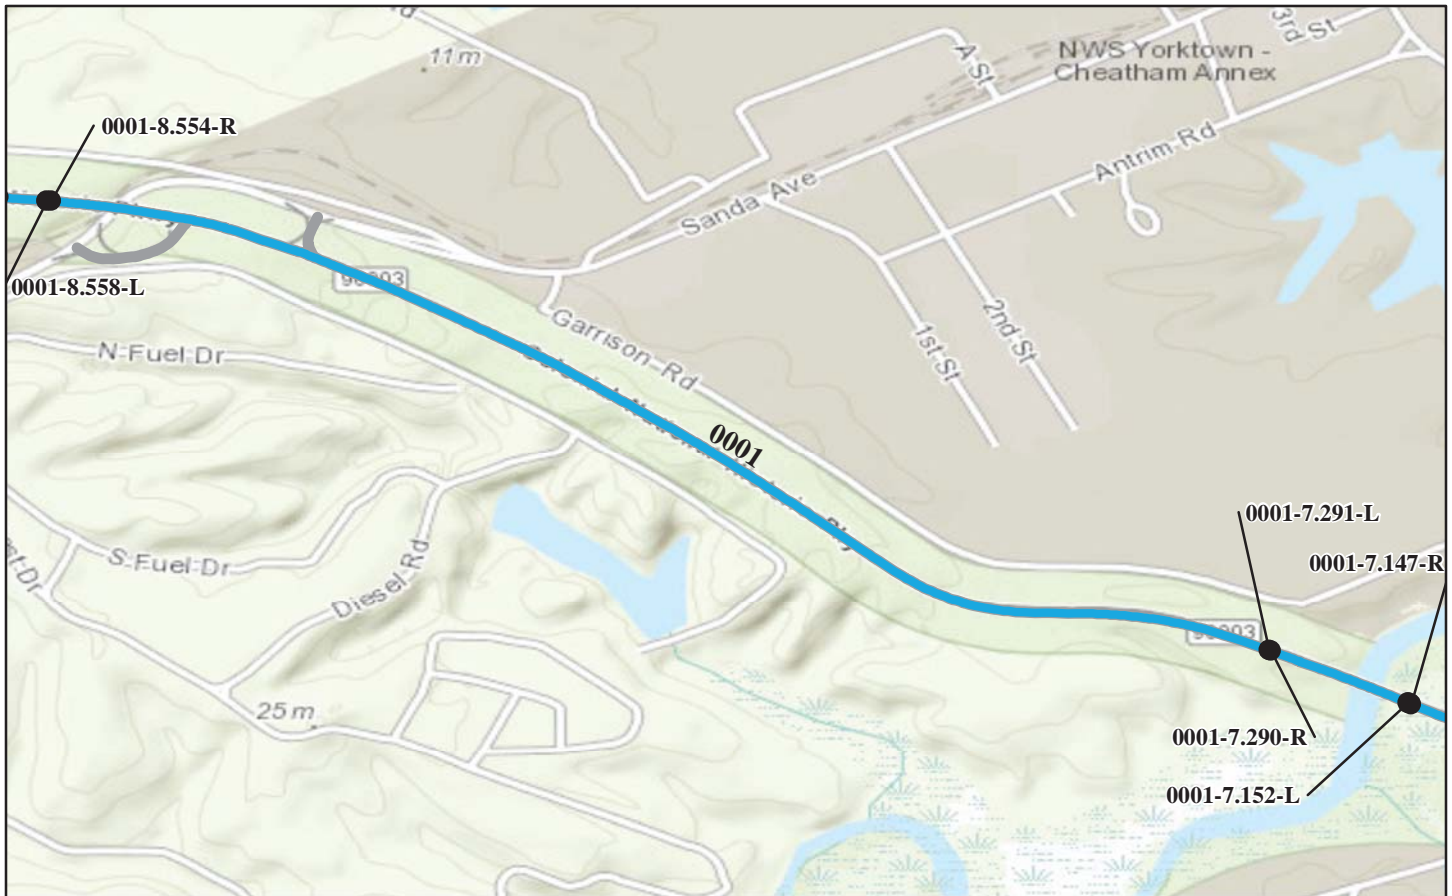 3rd St
11 m
A St
NWS Yorktown -
Cheatham Annex
0001-8.554-R
Antrim Rd
Sanda Ave
0001-8.558-L
Garrison Rd
2nd St
1st St
N Fuel Dr
0001
0001-7.291-L
0001-7.147-R
S Fuel Dr
Diesel Rd
25 m
0001-7.290-R
0001-7.152-L